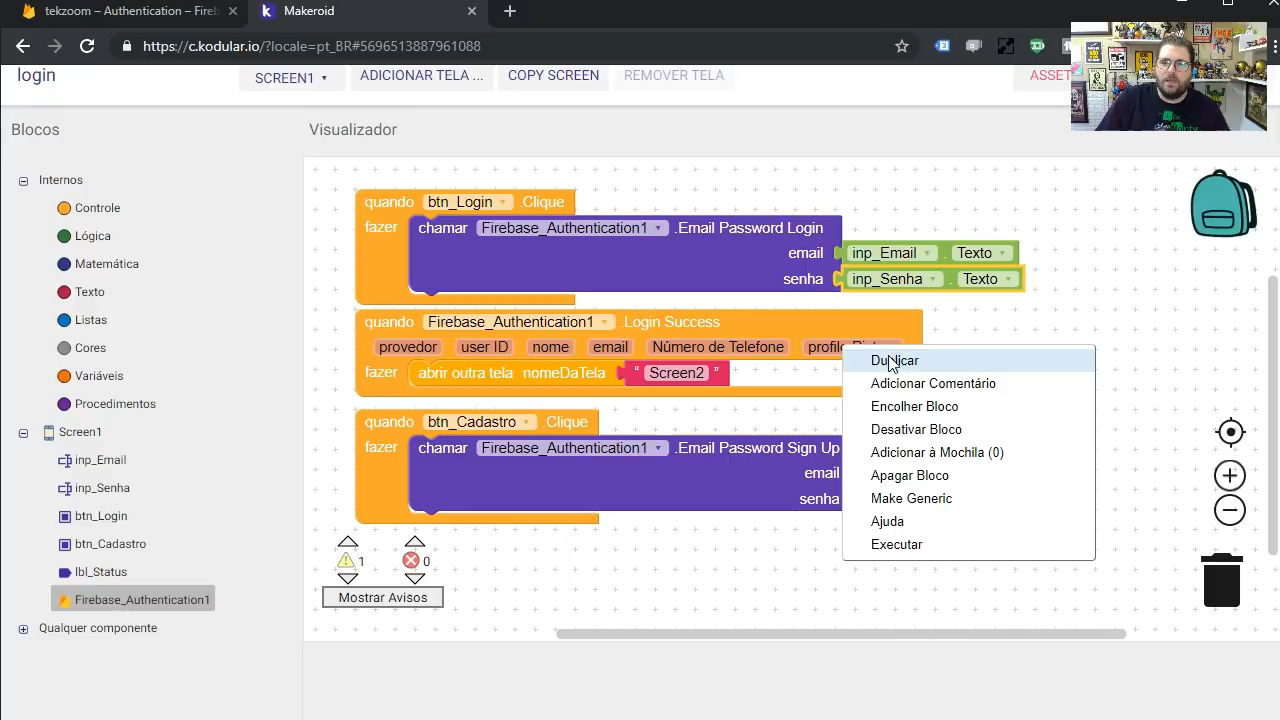 tekzoom – Authentication – Fireb
Makeroid
https://c.kodular.io/?locale=pt_BR#5696513867961088
login
SCREEN1
ADICIONAR TELA ...
COPY SCREEN
REMOVER TELA
ASSET
Blocos
Visualizador
Internos
Controle
Lógica
Matemática
Texto
Listas
Cores
Variáveis
Procedimentos
Screen1
inp_Email
inp_Senha
btn_Login
btn_Cadastro
lbl_Status
Firebase_Authentication1
Qualquer componente
quando btn_Login .Clique
fazer chamar Firebase_Authentication1 .Email Password Login
email inp_Email . Texto
senha inp_Senha . Texto
quando Firebase_Authentication1 .Login Success
provedor user ID nome email Número de Telefone
fazer abrir outra tela nomeDaTela " Screen2 "
quando btn_Cadastro .Clique
fazer chamar Firebase_Authentication1 .Email Password Sign Up
email
senha
Duplicar
Adicionar Comentário
Encolher Bloco
Desativar Bloco
Adicionar à Mochila (0)
Apagar Bloco
Make Generic
Ajuda
Executar
1
0
Mostrar Avisos